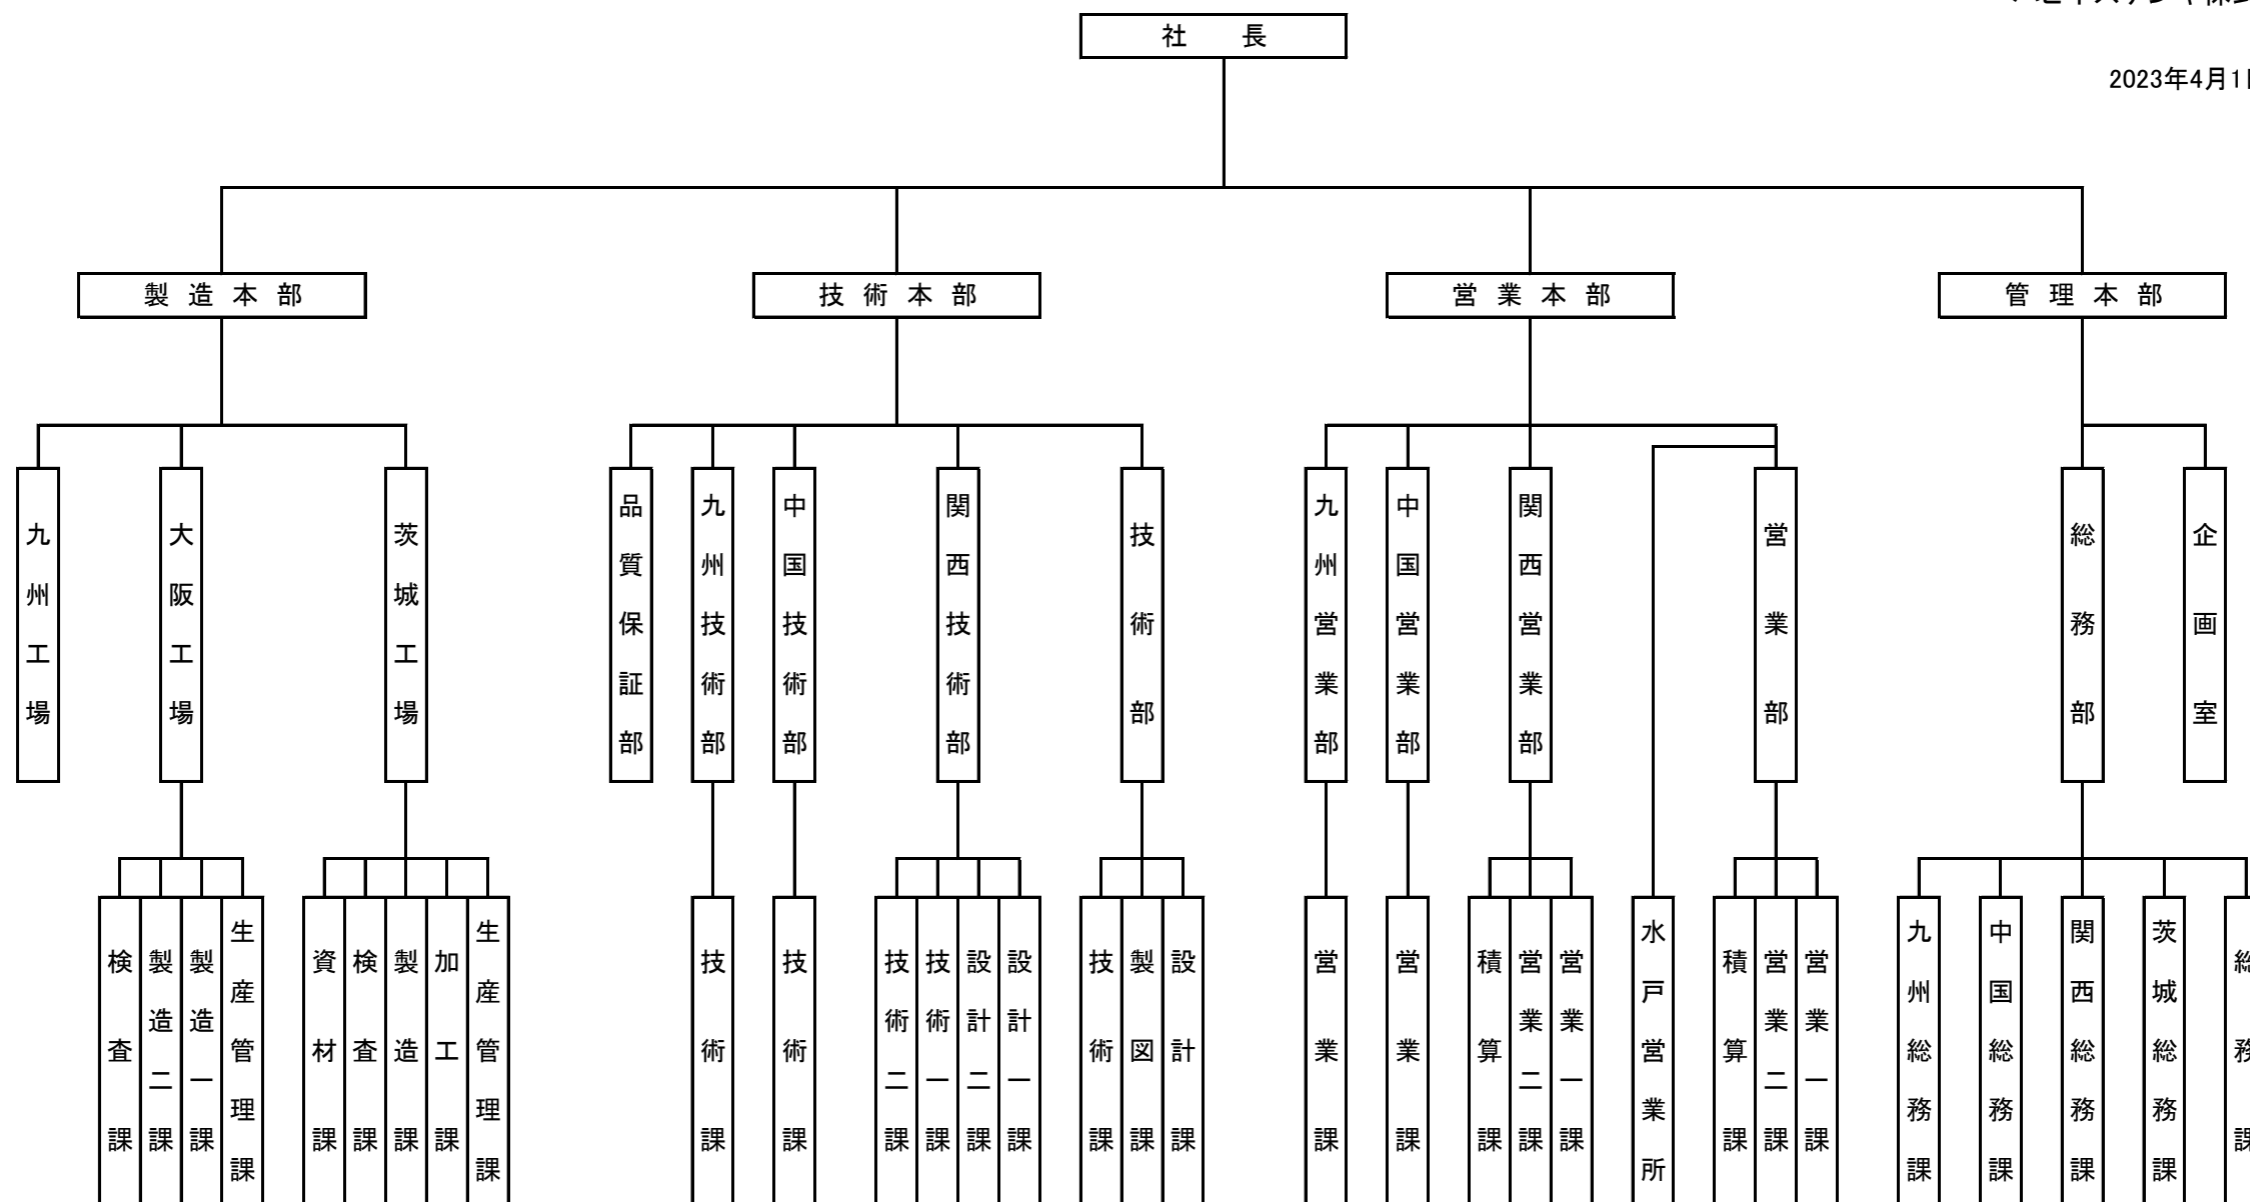 社　長
2023年4月1
製造本部
技術本部
営業本部
管理本部
九州工場
大阪工場
茨城工場
品質保証部
九州技術部
中国技術部
関西技術部
技術部
九州営業部
中国営業部
関西営業部
営業部
総務部
企画室
検査課
製造二課
製造一課
生産管理課
資材課
検査課
製造課
加工課
生産管理課
技術課
技術課
技術二課
技術一課
設計二課
設計一課
技術課
製図課
設計課
営業課
営業課
積算課
営業二課
営業一課
水戸営業所
積算課
営業二課
営業一課
九州総務課
中国総務課
関西総務課
茨城総務課
総務課